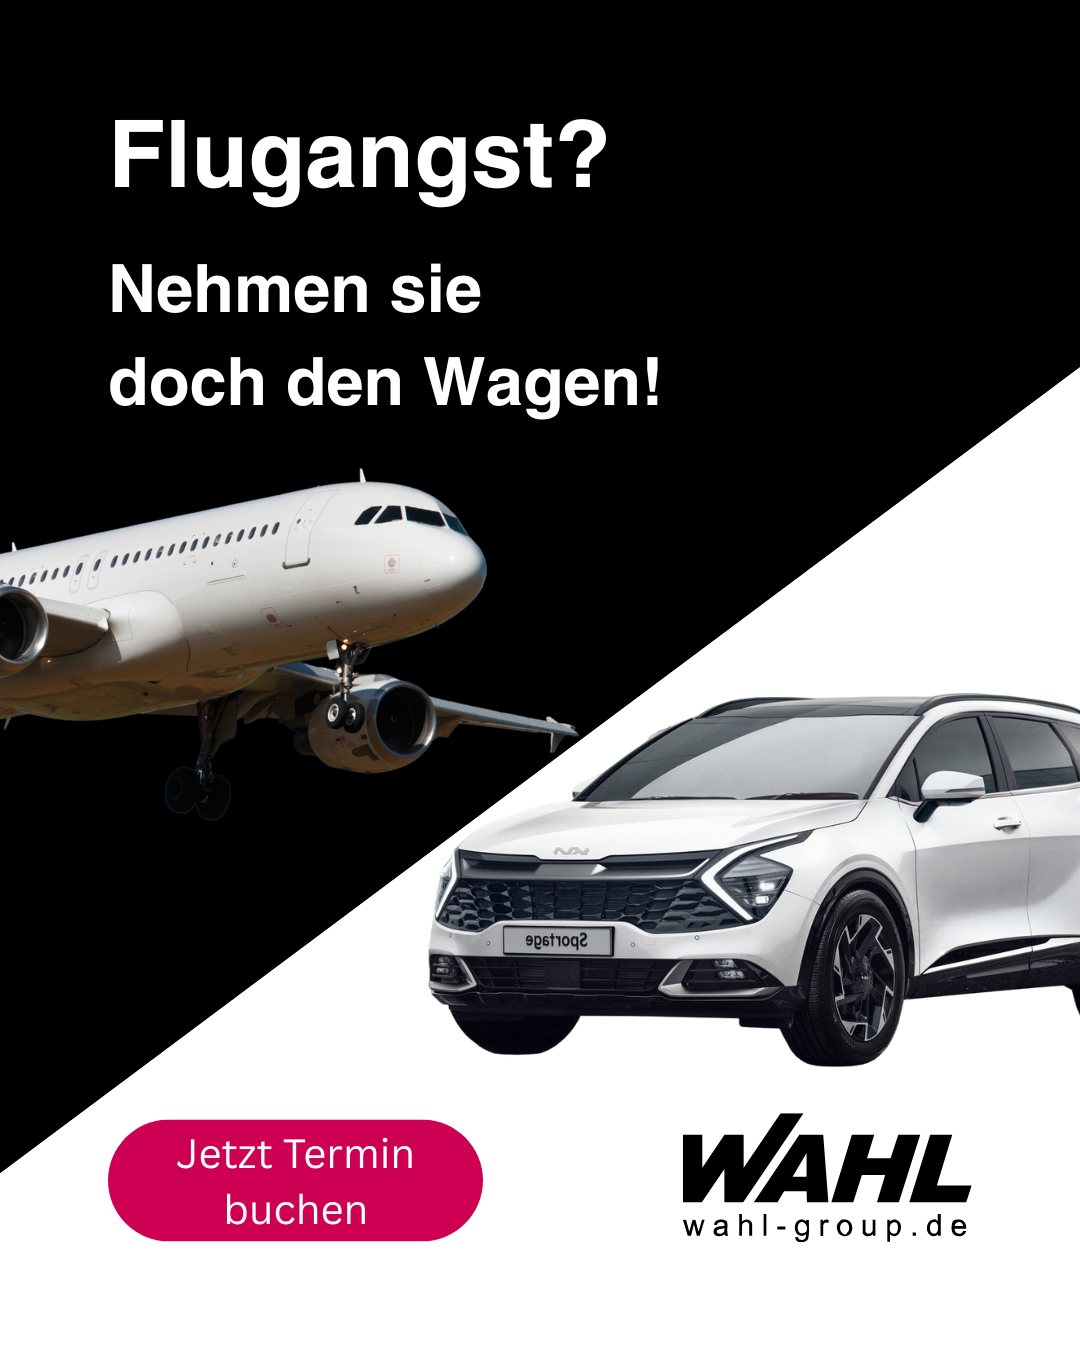 Flugangst?
Nehmen sie
doch den Wagen!
Sportage
Jetzt Termin
buchen
WAHL
wahl-group.de